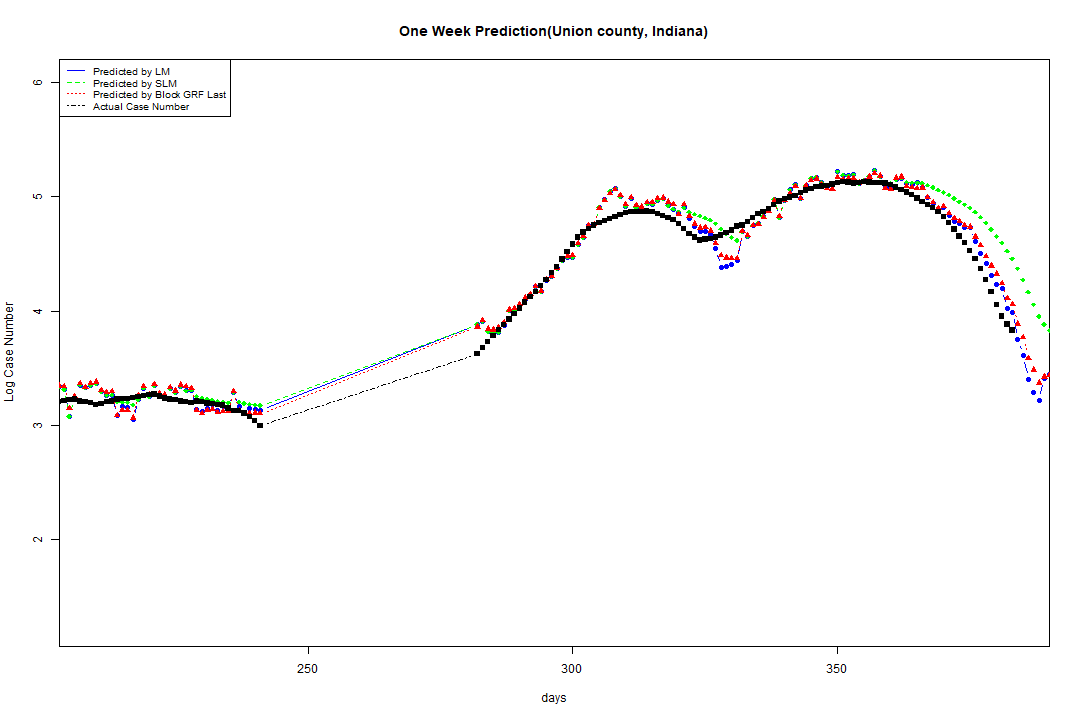 One Week Prediction(Union county, Indiana)
Predicted by LM
Predicted by SLM
Predicted by Block GRF Last
Actual Case Number
6
5
4
3
2
Log Case Number
250 300 350
days